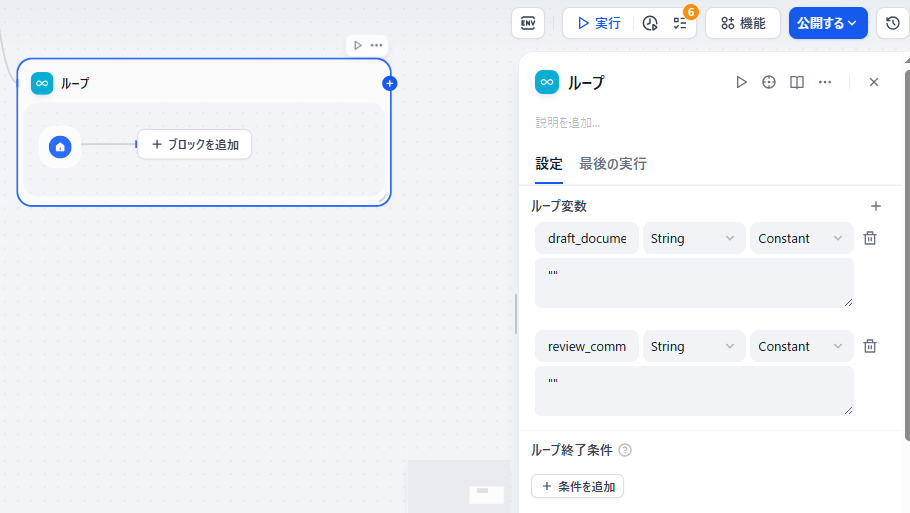 ENV
実行
6
機能
公開する
ループ
ブロックを追加
ループ
説明を追加...
設定
最後の実行
ループ変数
draft_docume
String
Constant
""
review_comm
String
Constant
""
ループ終了条件
条件を追加